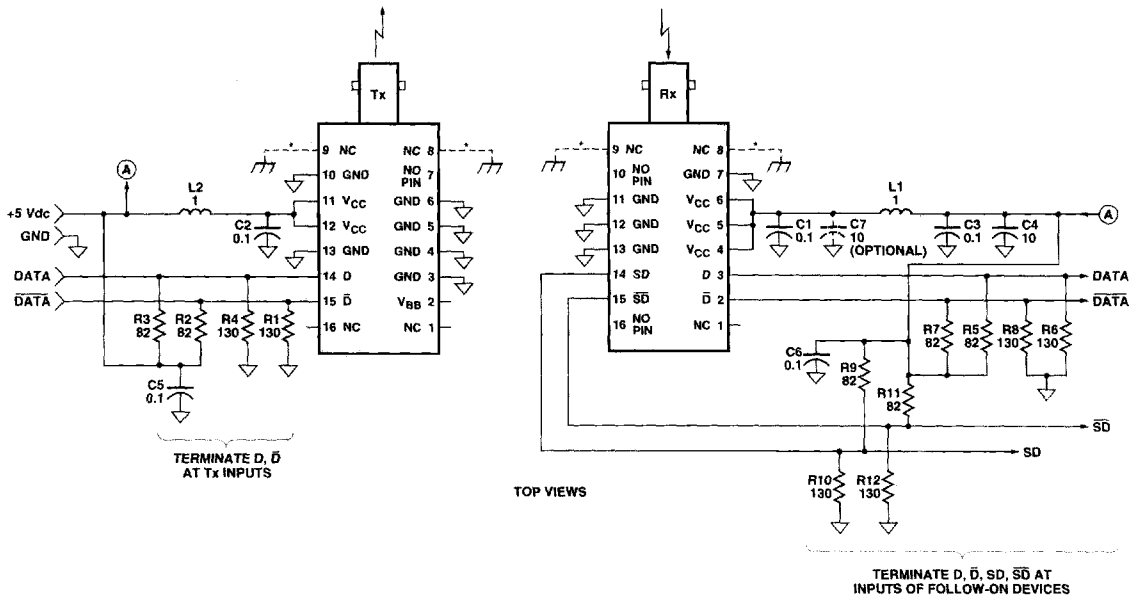 Tx
Rx
*
*
*
*
9 NC
NC 8
10 GND
NO PIN 7
11 VCC
GND 6
12 VCC
GND 5
13 GND
GND 4
14 D
GND 3
15 D̅
VBB 2
16 NC
NC 1
A
+5 Vdc
GND
DATA
D̅A̅T̅A̅
L2
1
C2
0.1
R3
82
R2
82
R4
130
R1
130
C5
0.1
TERMINATE D, D̅
AT Tx INPUTS
9 NC
NC 8
10 NO PIN
GND 7
11 GND
VCC 6
12 GND
VCC 5
13 GND
VCC 4
14 SD
D 3
15 S̅D̅
D̅ 2
16 NO PIN
NC 1
C1
0.1
C7
10
(OPTIONAL)
L1
1
C3
0.1
C4
10
A
DATA
D̅A̅T̅A̅
R7
82
R5
82
R8
130
R6
130
C6
0.1
R9
82
R11
82
S̅D̅
SD
R10
130
R12
130
TOP VIEWS
TERMINATE D, D̅, SD, S̅D̅ AT
INPUTS OF FOLLOW-ON DEVICES